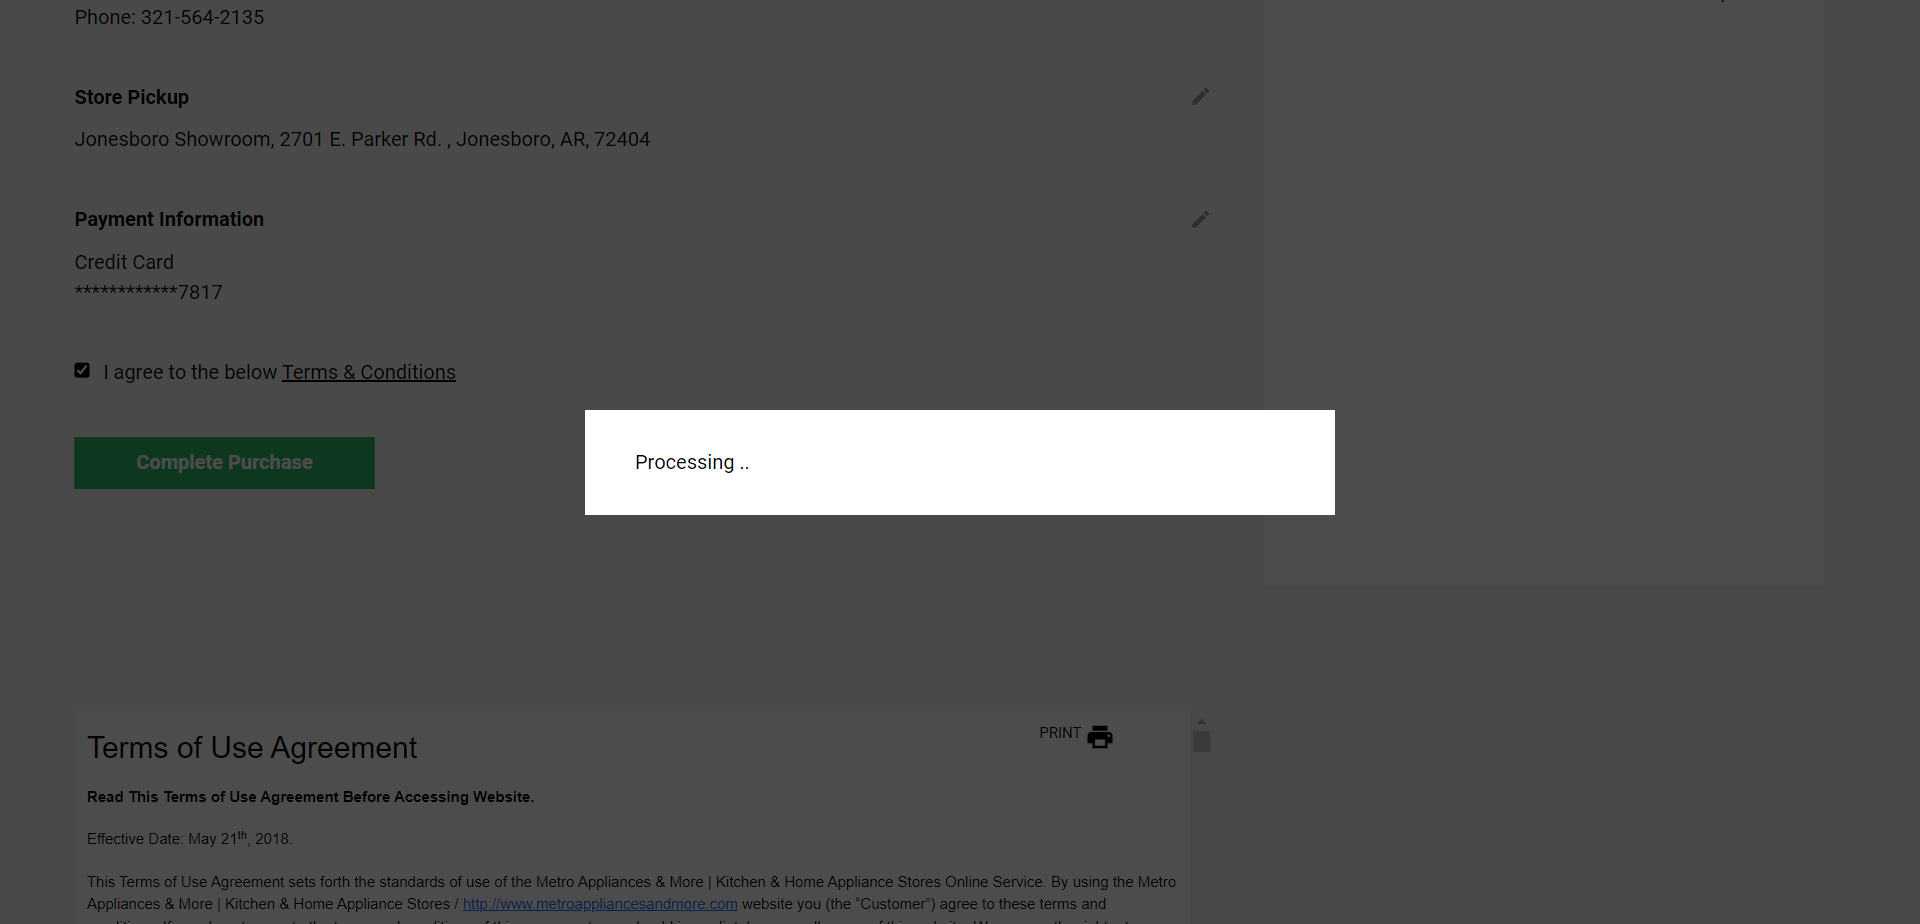 Phone: 321-564-2135
Store Pickup
Jonesboro Showroom, 2701 E. Parker Rd. , Jonesboro, AR, 72404
Payment Information
Credit Card
************7817
I agree to the below Terms & Conditions
Complete Purchase
Processing ..
PRINT
Terms of Use Agreement
Read This Terms of Use Agreement Before Accessing Website.
Effective Date: May 21th, 2018.
This Terms of Use Agreement sets forth the standards of use of the Metro Appliances & More | Kitchen & Home Appliance Stores Online Service. By using the Metro
Appliances & More | Kitchen & Home Appliance Stores / http://www.metroappliancesandmore.com website you (the “Customer”) agree to these terms and